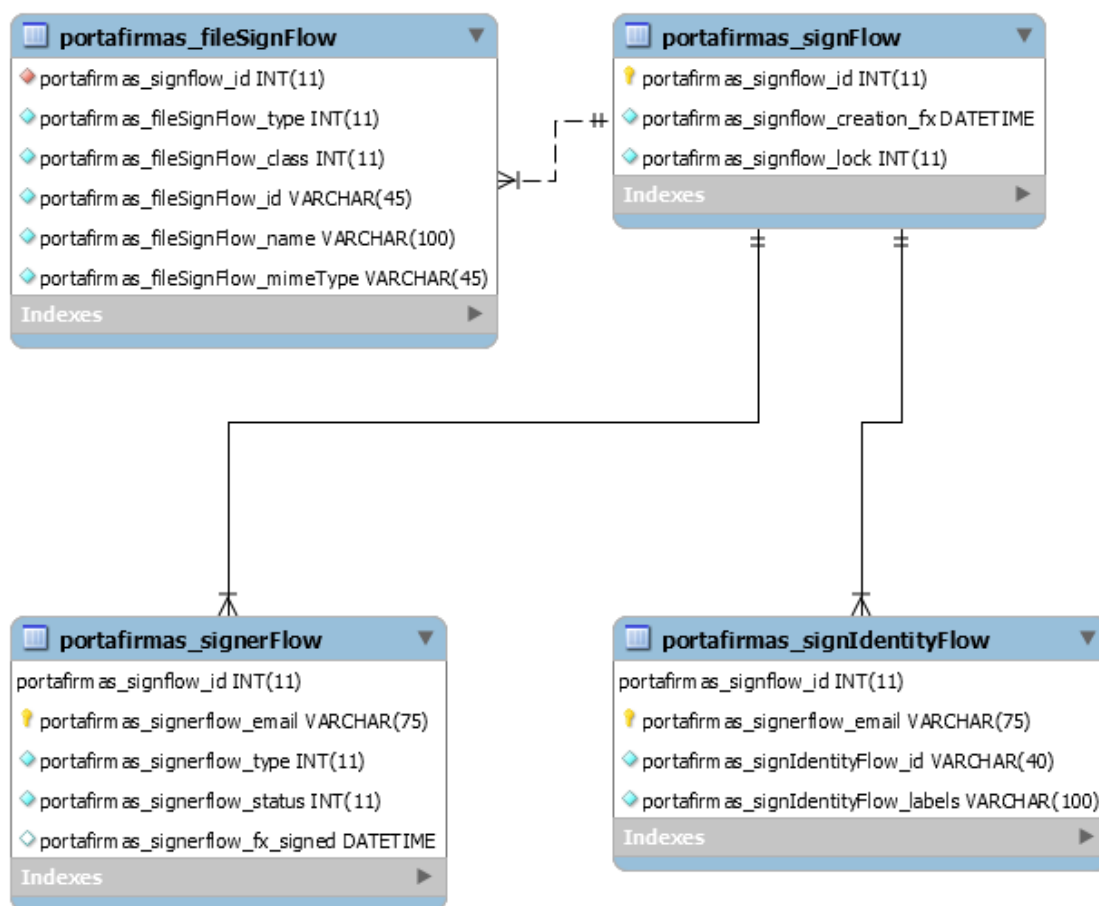 portafirmas_fileSignFlow
portafirmas_signflow_id INT(11)
portafirmas_fileSignFlow_type INT(11)
portafirmas_fileSignFlow_class INT(11)
portafirmas_fileSignFlow_id VARCHAR(45)
portafirmas_fileSignFlow_name VARCHAR(100)
portafirmas_fileSignFlow_mimeType VARCHAR(45)
Indexes
portafirmas_signFlow
portafirmas_signflow_id INT(11)
portafirmas_signflow_creation_fx DATETIME
portafirmas_signflow_lock INT(11)
Indexes
portafirmas_signerFlow
portafirmas_signflow_id INT(11)
portafirmas_signerflow_email VARCHAR(75)
portafirmas_signerflow_type INT(11)
portafirmas_signerflow_status INT(11)
portafirmas_signerflow_fx_signed DATETIME
Indexes
portafirmas_signIdentityFlow
portafirmas_signflow_id INT(11)
portafirmas_signerflow_email VARCHAR(75)
portafirmas_signIdentityFlow_id VARCHAR(40)
portafirmas_signIdentityFlow_labels VARCHAR(100)
Indexes